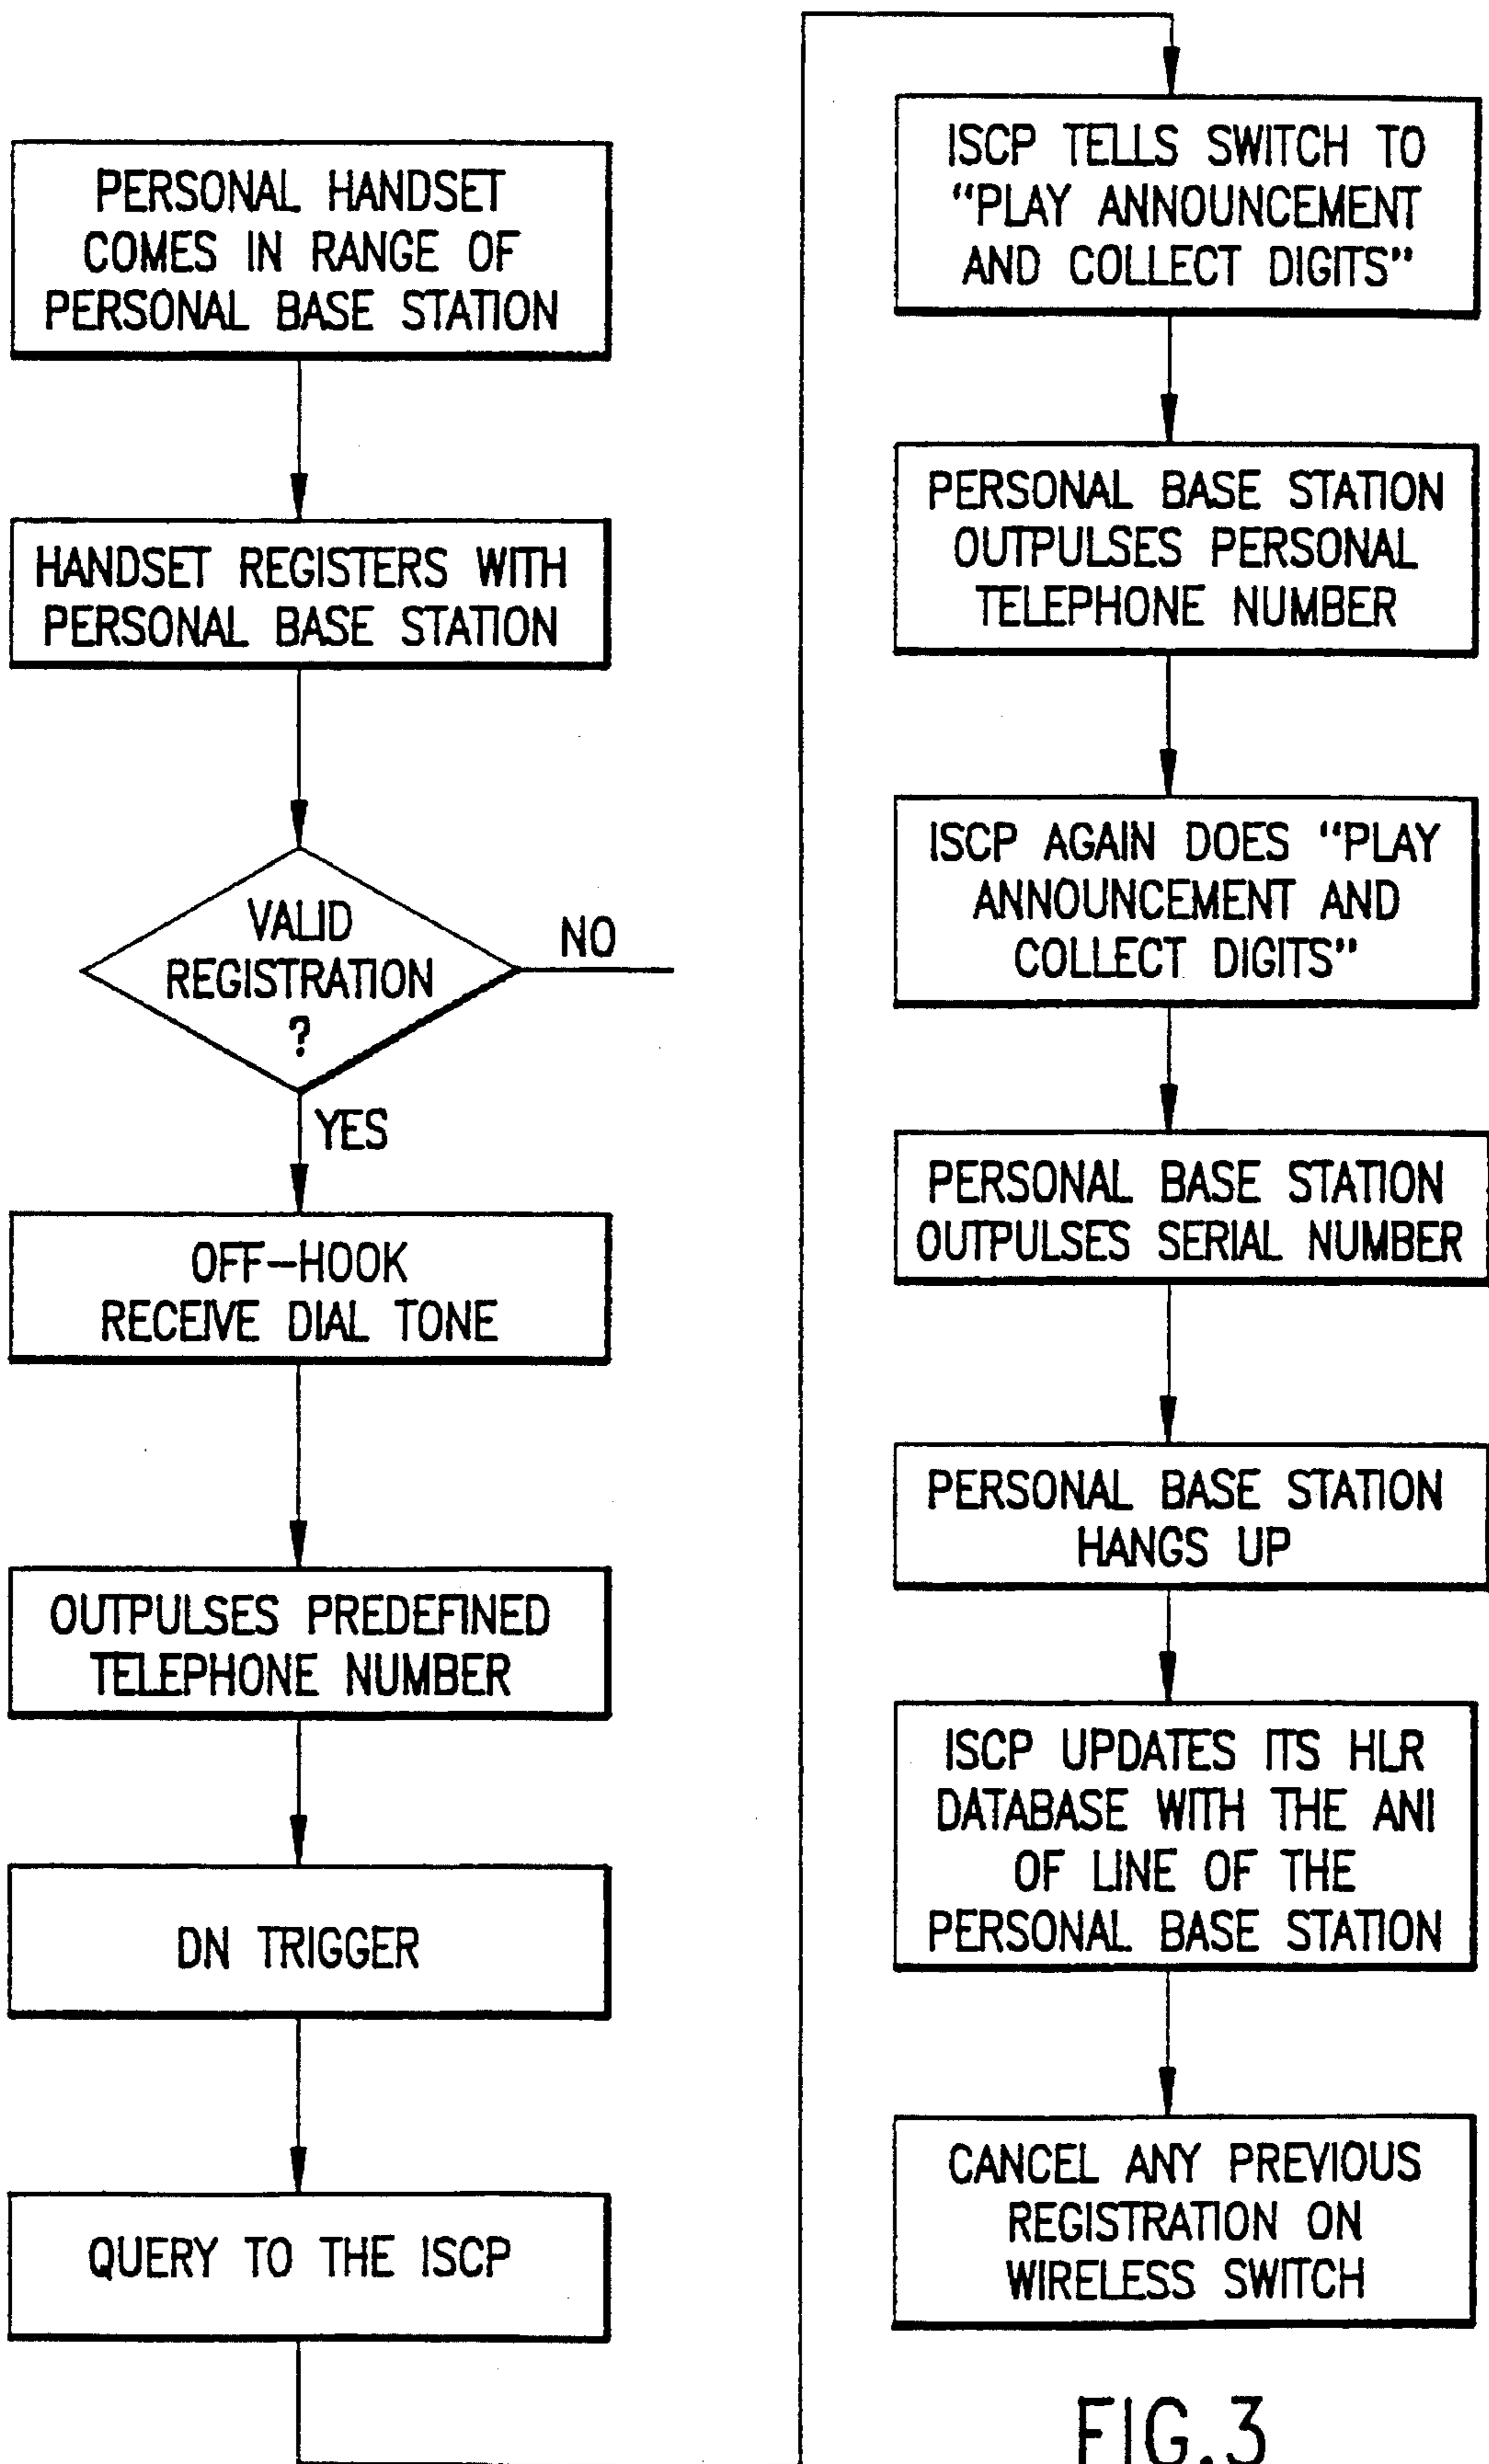 PERSONAL HANDSET
COMES IN RANGE OF
PERSONAL BASE STATION
HANDSET REGISTERS WITH
PERSONAL BASE STATION
VALID
REGISTRATION
?
NO
YES
OFF-HOOK
RECEIVE DIAL TONE
OUTPULSES PREDEFINED
TELEPHONE NUMBER
DN TRIGGER
QUERY TO THE ISCP
ISCP TELLS SWITCH TO
“PLAY ANNOUNCEMENT
AND COLLECT DIGITS”
PERSONAL BASE STATION
OUTPULSES PERSONAL
TELEPHONE NUMBER
ISCP AGAIN DOES “PLAY
ANNOUNCEMENT AND
COLLECT DIGITS”
PERSONAL BASE STATION
OUTPULSES SERIAL NUMBER
PERSONAL BASE STATION
HANGS UP
ISCP UPDATES ITS HLR
DATABASE WITH THE ANI
OF LINE OF THE
PERSONAL BASE STATION
CANCEL ANY PREVIOUS
REGISTRATION ON
WIRELESS SWITCH
FIG.3